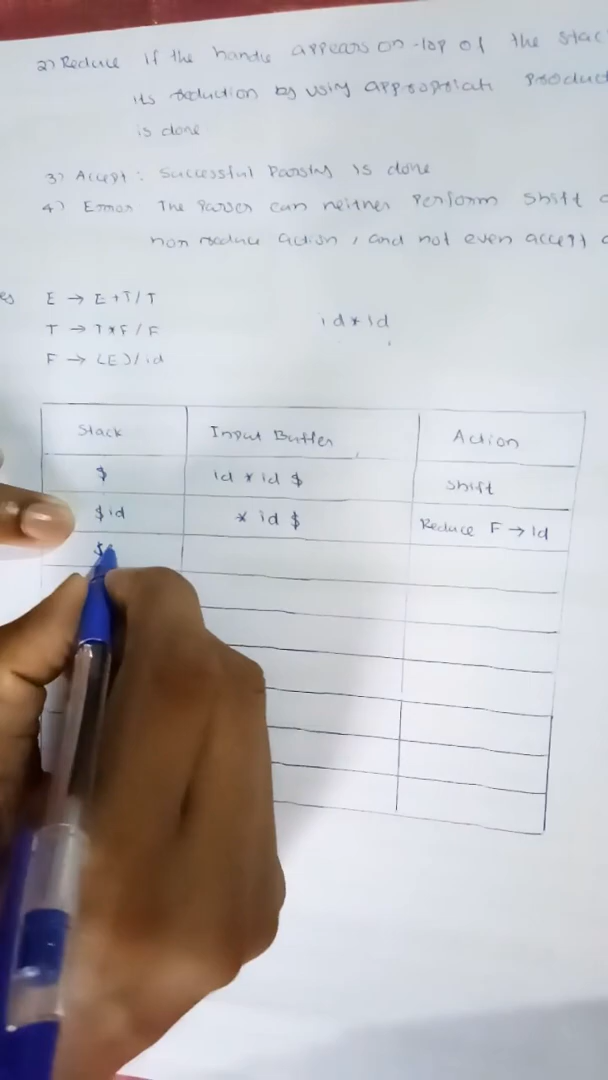 2) Reduce if the handle appears on top of the stac
its reduction by using appropriate product
is done
3) Accept : Successful Parsing is done
4) Error The Parser can neither perform shift
non reduce action, and not even accept
E → E+T/T
T → T*F/F
id*id
F → (E)/id
Stack Input Buffer Action
$ id * id $ shift
$id * id $ Reduce F → id
$